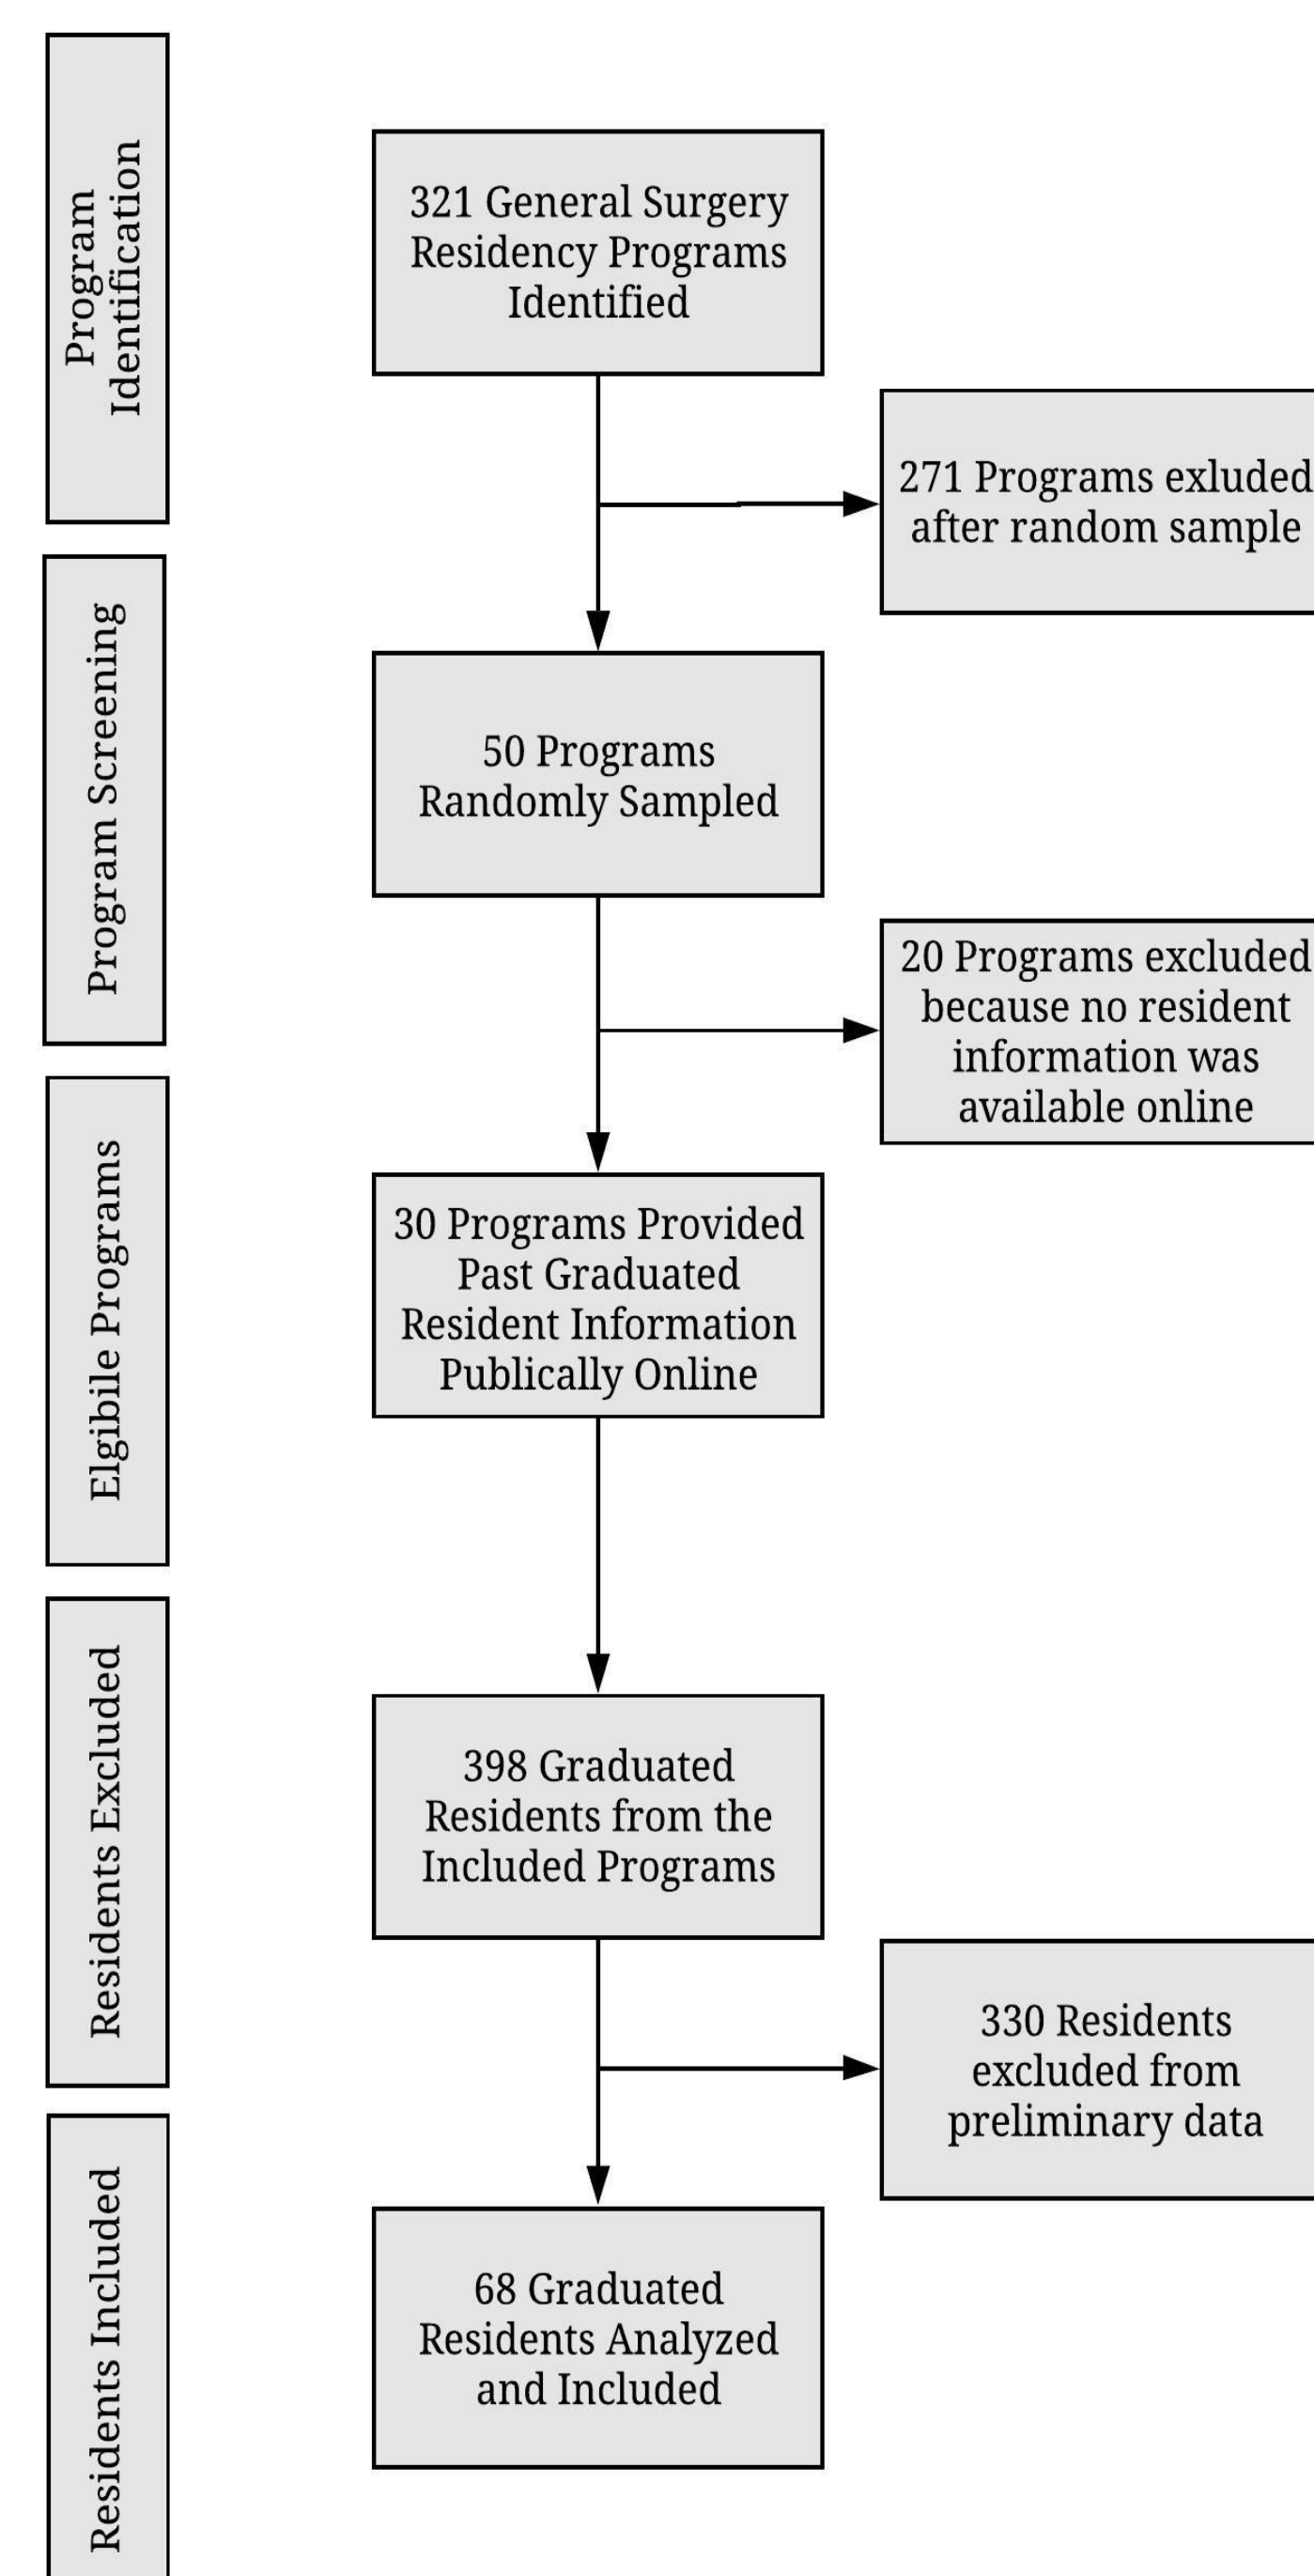 Program
Identification
321 General Surgery
Residency Programs
Identified
271 Programs exluded
after random sample
Program Screening
50 Programs
Randomly Sampled
20 Programs excluded
because no resident
information was
available online
Elgibile Programs
30 Programs Provided
Past Graduated
Resident Information
Publically Online
Residents Excluded
398 Graduated
Residents from the
Included Programs
330 Residents
excluded from
preliminary data
Residents Included
68 Graduated
Residents Analyzed
and Included